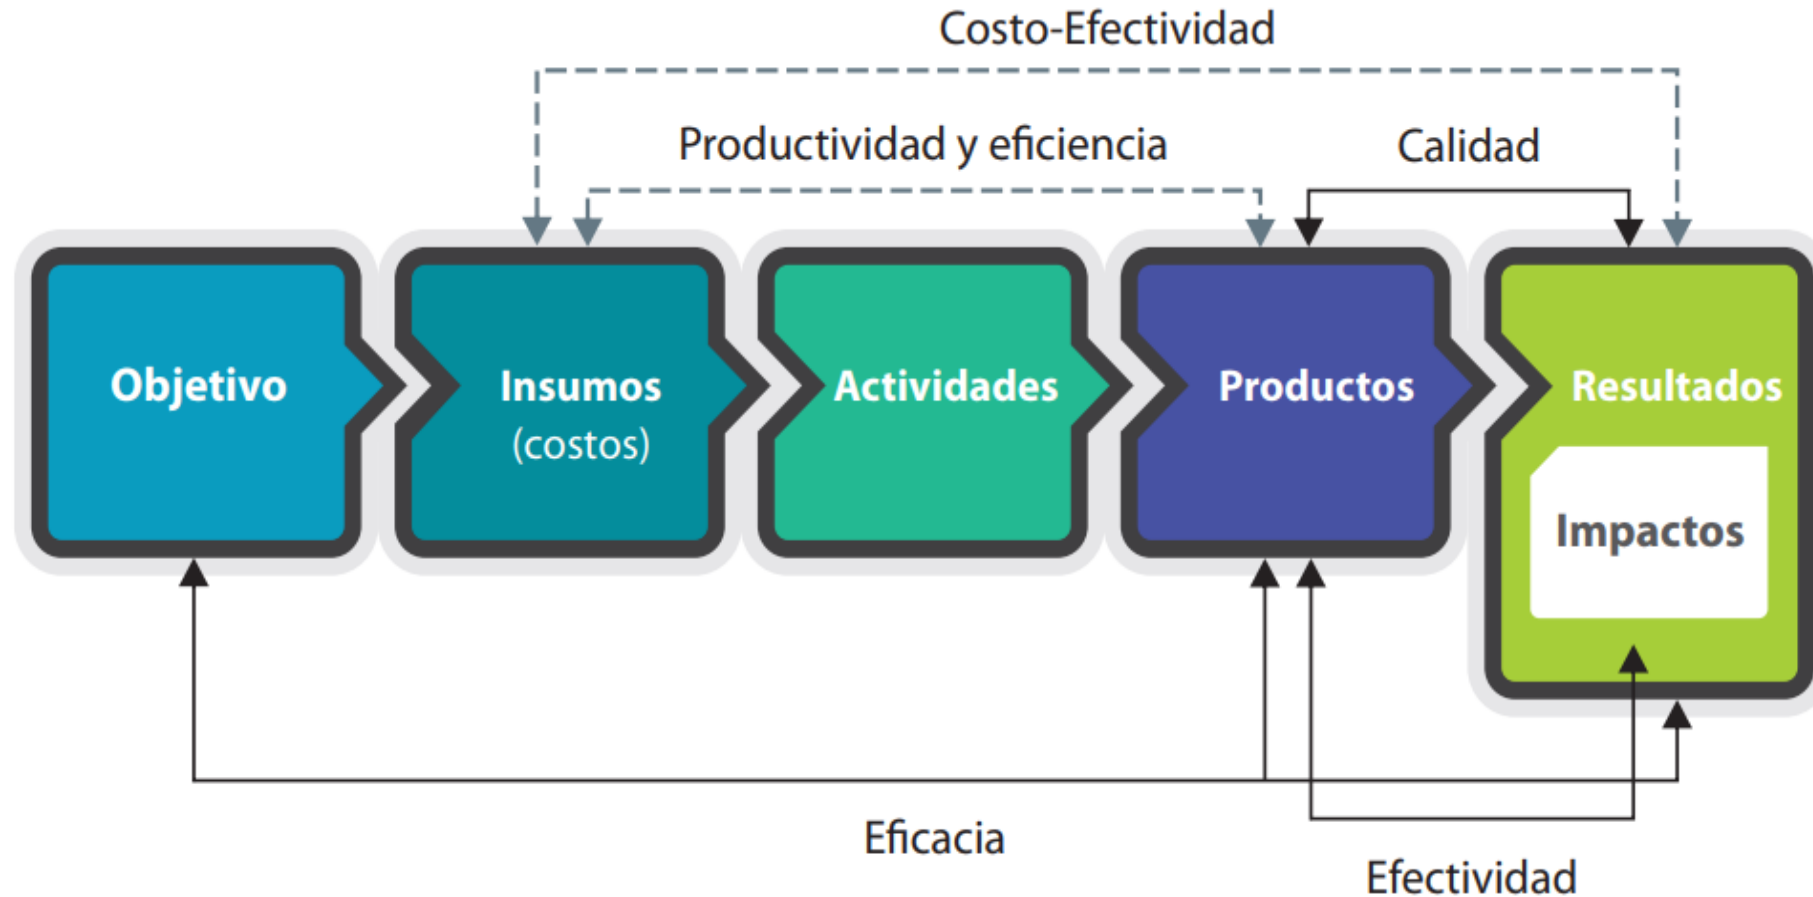 Costo-Efectividad
Productividad y eficiencia
Calidad
Objetivo
Insumos
(costos)
Actividades
Productos
Resultados
Impactos
Eficacia
Efectividad